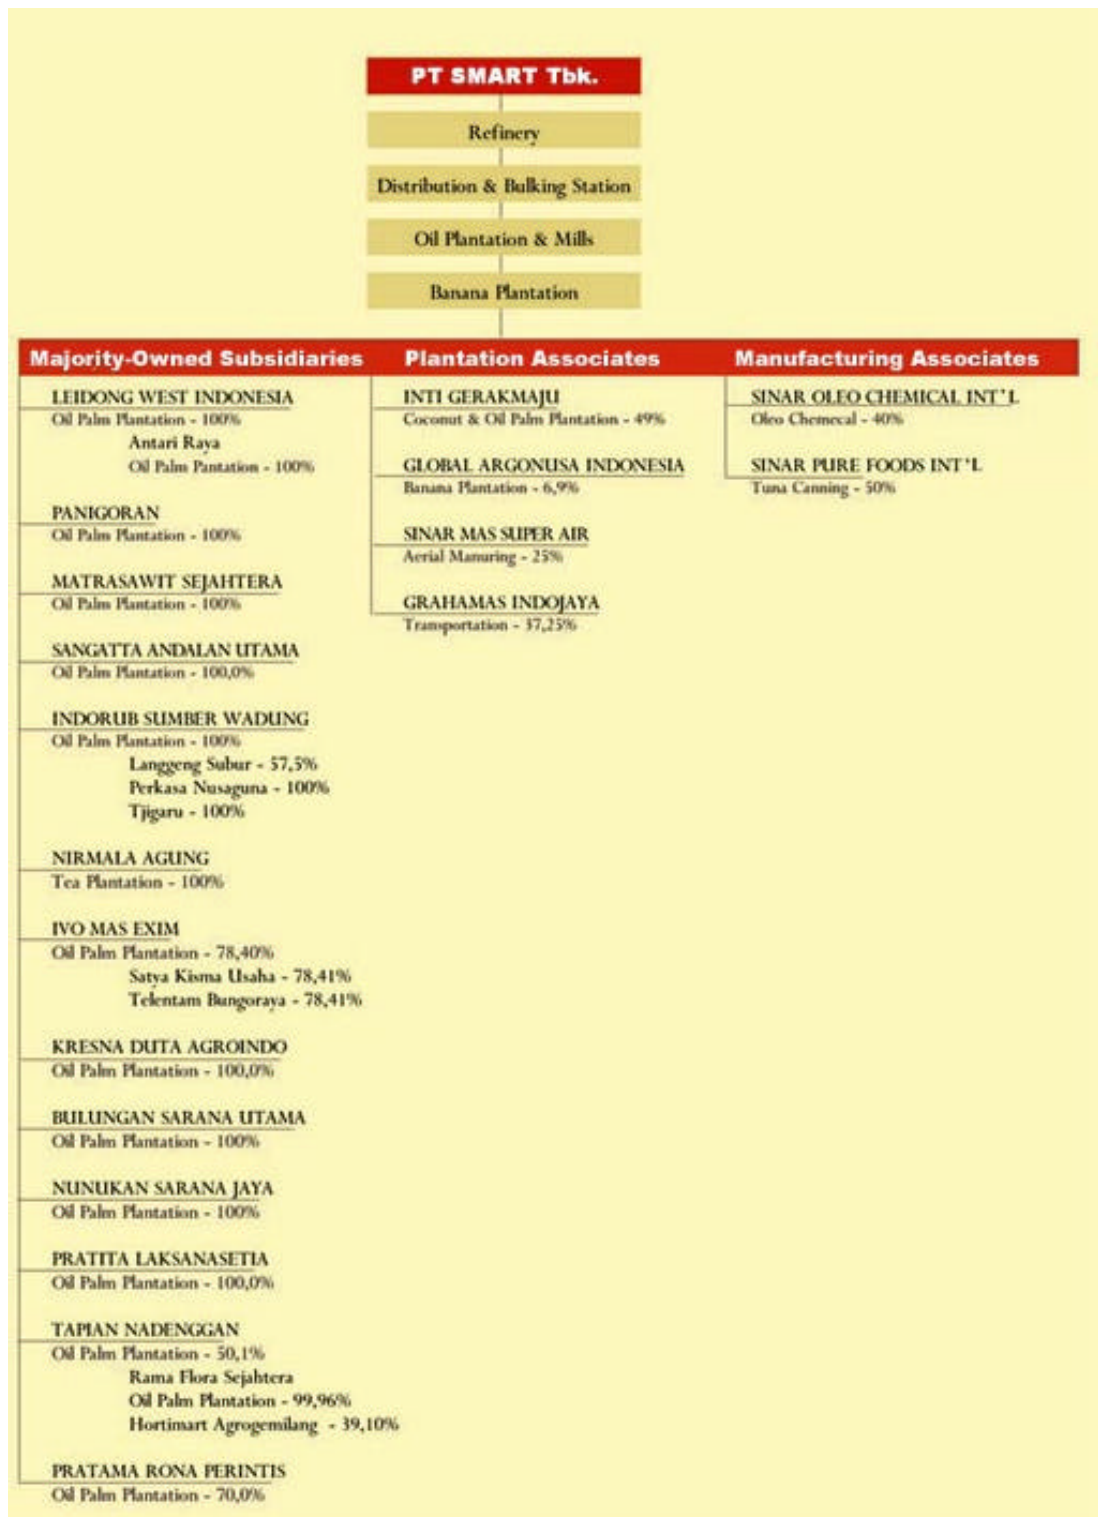 PT SMART Tbk.
Refinery
Distribution & Bulking Station
Oil Plantation & Mills
Banana Plantation
Majority-Owned Subsidiaries
LEIDONG WEST INDONESIA
Oil Palm Plantation - 100%
Antari Raya
Oil Palm Pantation - 100%
PANIGORAN
Oil Palm Plantation - 100%
MATRASAWIT SEJAHTERA
Oil Palm Plantation - 100%
SANGATTA ANDALAN UTAMA
Oil Palm Plantation - 100,0%
INDORUB SUMBER WADUNG
Oil Palm Plantation - 100%
Langgeng Subur - 57,5%
Perkasa Nusaguna - 100%
Tjigaru - 100%
NIRMALA AGUNG
Tea Plantation - 100%
IVO MAS EXIM
Oil Palm Plantation - 78,40%
Satya Kisma Usaha - 78,41%
Telentam Bungoraya - 78,41%
KRESNA DUTA AGROINDO
Oil Palm Plantation - 100,0%
BULUNGAN SARANA UTAMA
Oil Palm Plantation - 100%
NUNUKAN SARANA JAYA
Oil Palm Plantation - 100%
PRATITA LAKSANASETIA
Oil Palm Plantation - 100,0%
TAPIAN NADENGGAN
Oil Palm Plantation - 50,1%
Rama Flora Sejahtera
Oil Palm Plantation - 99,96%
Hortimart Agrogemilang - 39,10%
PRATAMA RONA PERINTIS
Oil Palm Plantation - 70,0%
Plantation Associates
INTI GERAKMAJU
Coconut & Oil Palm Plantation - 49%
GLOBAL ARGONUSA INDONESIA
Banana Plantation - 6,9%
SINAR MAS SUPER AIR
Aerial Manuring - 25%
GRAHAMAS INDOJAYA
Transportation - 37,25%
Manufacturing Associates
SINAR OLEO CHEMICAL INT'L
Oleo Chemecal - 40%
SINAR PURE FOODS INT'L
Tuna Canning - 50%